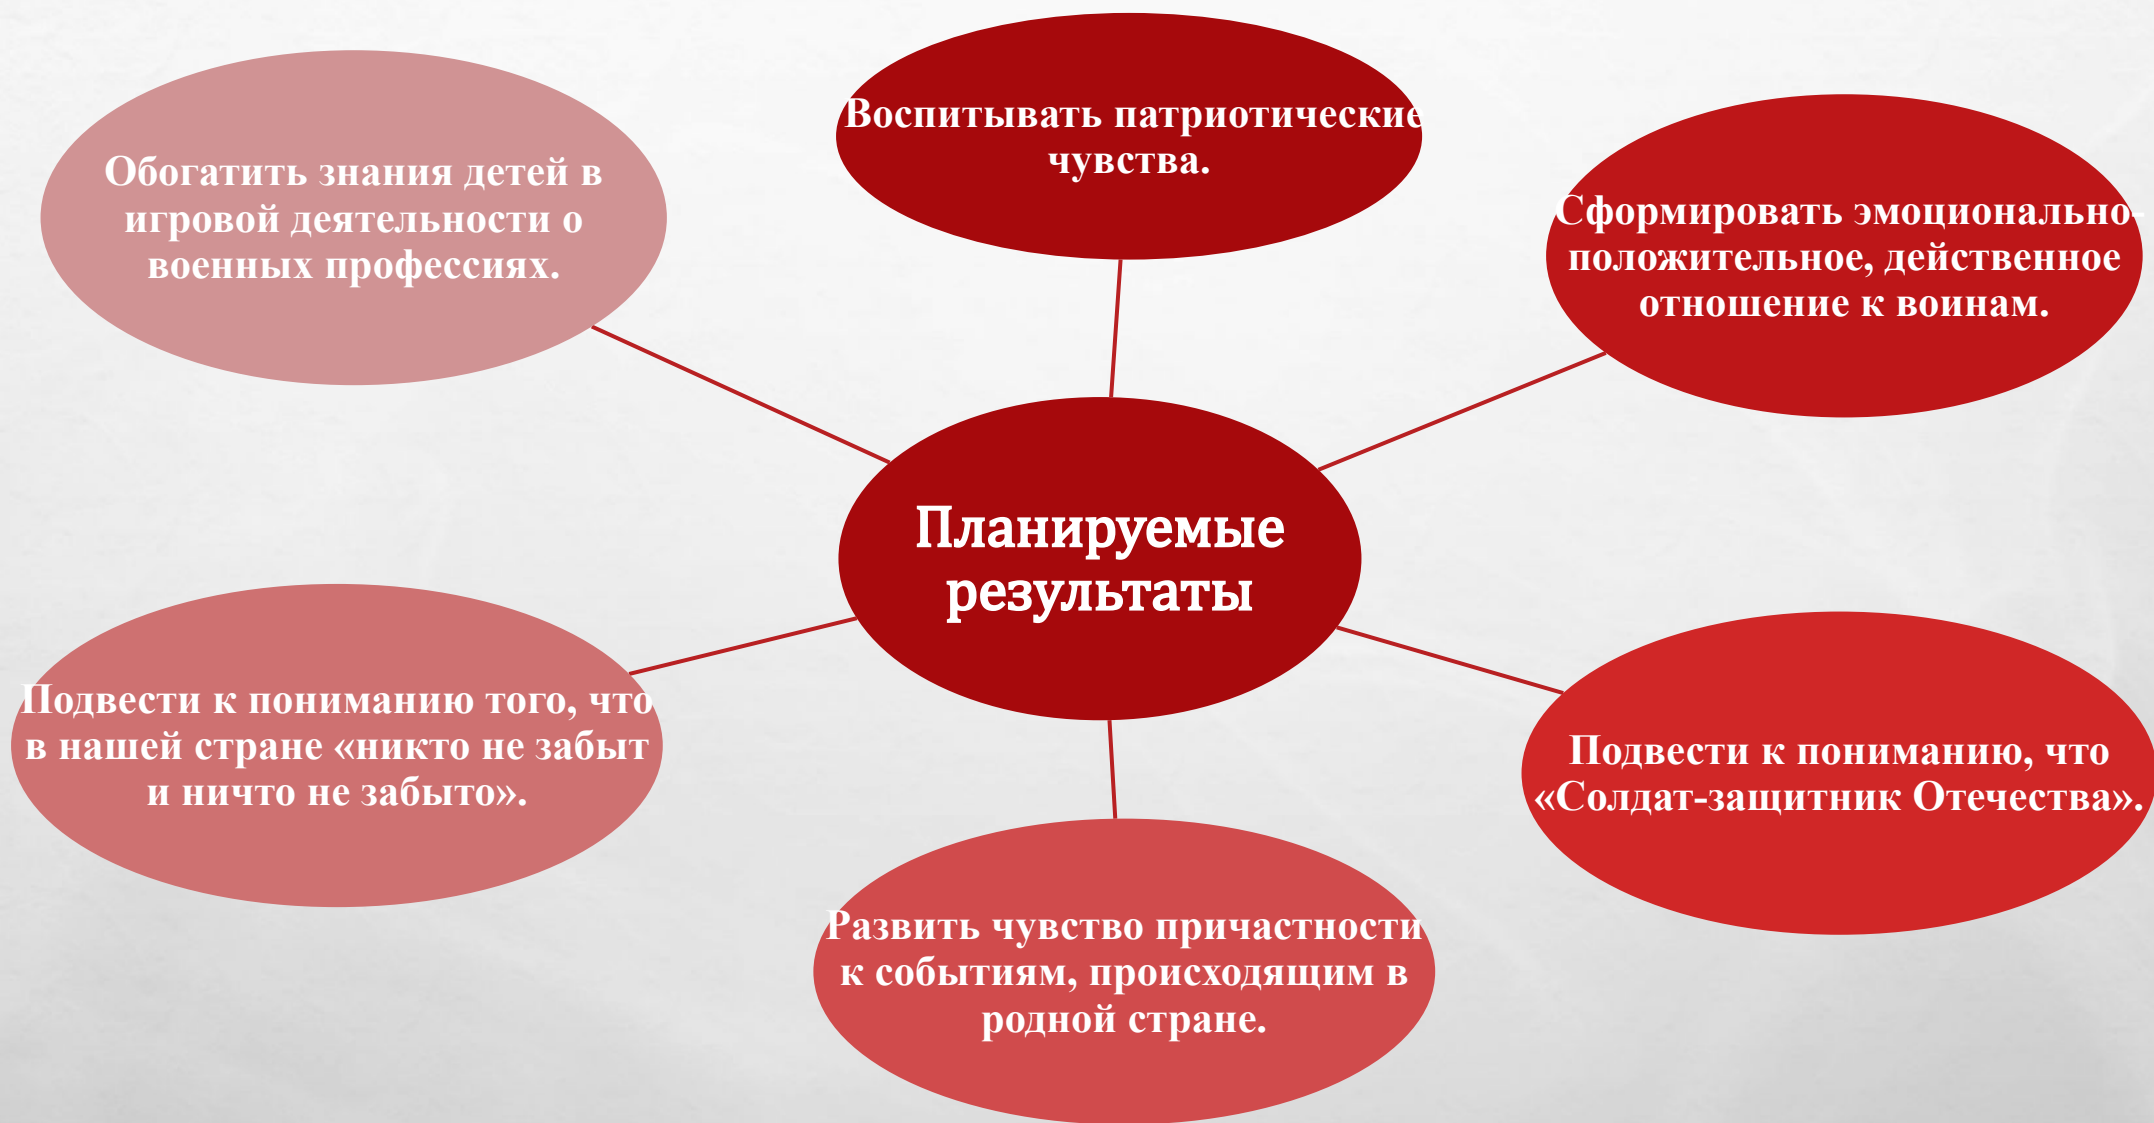 Воспитывать патриотические
чувства.
Обогатить знания детей в
игровой деятельности о
военных профессиях.
Сформировать эмоционально-
положительное, действенное
отношение к воинам.
Планируемые
результаты
Подвести к пониманию того, что
в нашей стране «никто не забыт
и ничто не забыто».
Подвести к пониманию, что
«Солдат-защитник Отечества».
Развить чувство причастности
к событиям, происходящим в
родной стране.